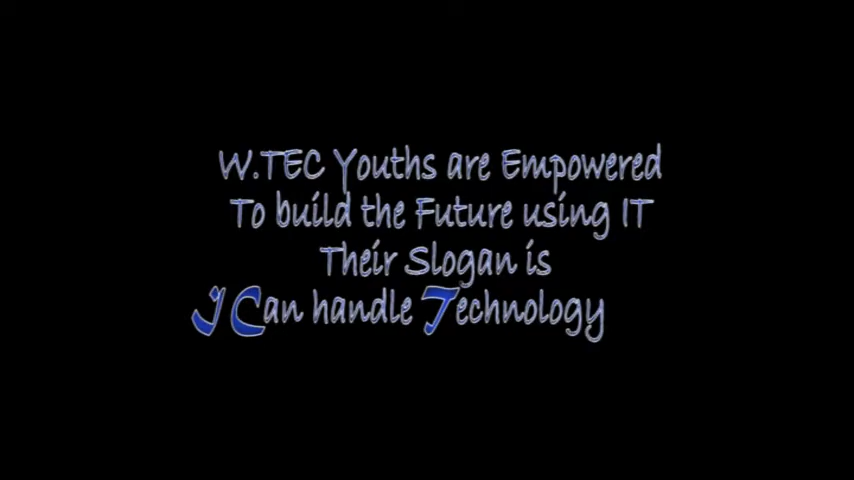 W.TEC Youths are Empowered
To build the Future using IT
Their Slogan is
I Can handle Technology